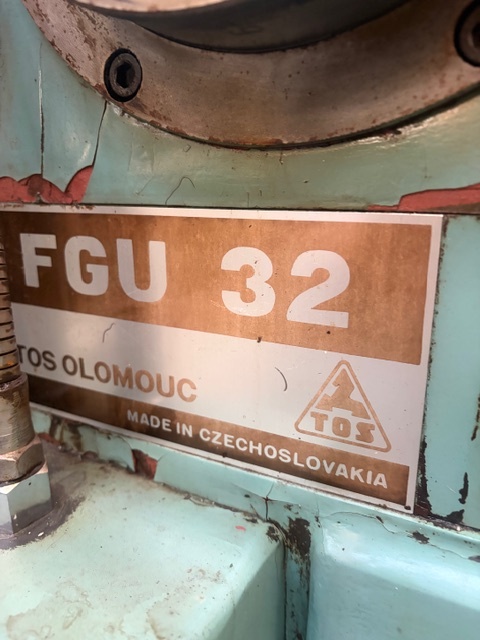 FGU 32
TOS OLOMOUC
TOS
MADE IN CZECHOSLOVAKIA